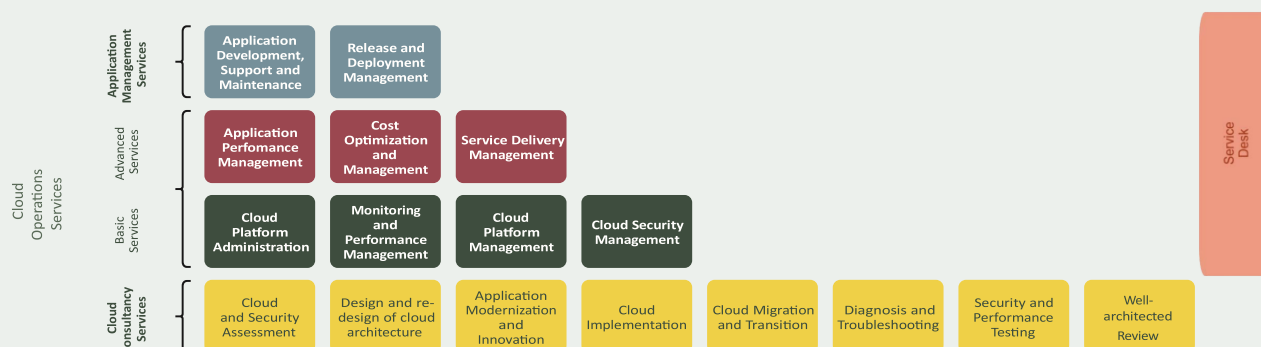 Application
Management
Services
Application
Development,
Support and
Maintenance
Release and
Deployment
Management
Cloud
Operations
Services
Advanced
Services
Application
Perfomance
Management
Cost
Optimization
and
Management
Service Delivery
Management
Basic
Services
Cloud
Platform
Administration
Monitoring
and
Performance
Management
Cloud
Platform
Management
Cloud Security
Management
Service
Desk
Cloud
onsultancy
Services
Cloud
and Security
Assessment
Design and re-
design of cloud
architecture
Application
Modernization
and
Innovation
Cloud
Implementation
Cloud Migration
and Transition
Diagnosis and
Troubleshooting
Security and
Performance
Testing
Well-
architected
Review